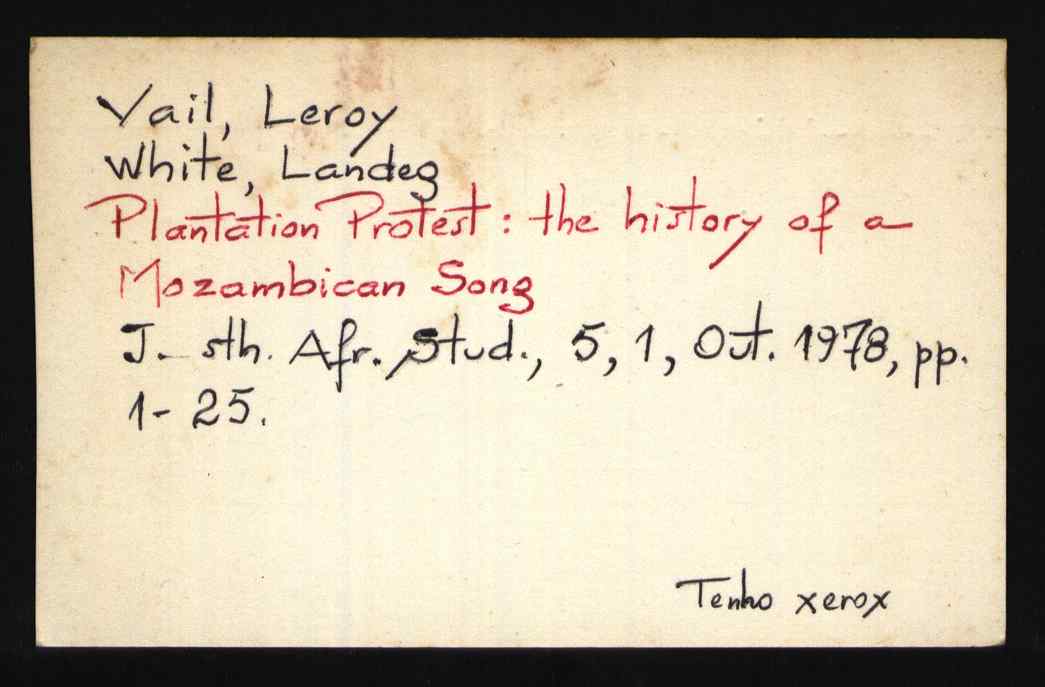 Vail, Leroy
White, Landeg
Plantation Protest : the history of a
Mozambican Song
J. sth. Afr. Stud., 5, 1, Out. 1978, pp.
1- 25.
Tenho xerox